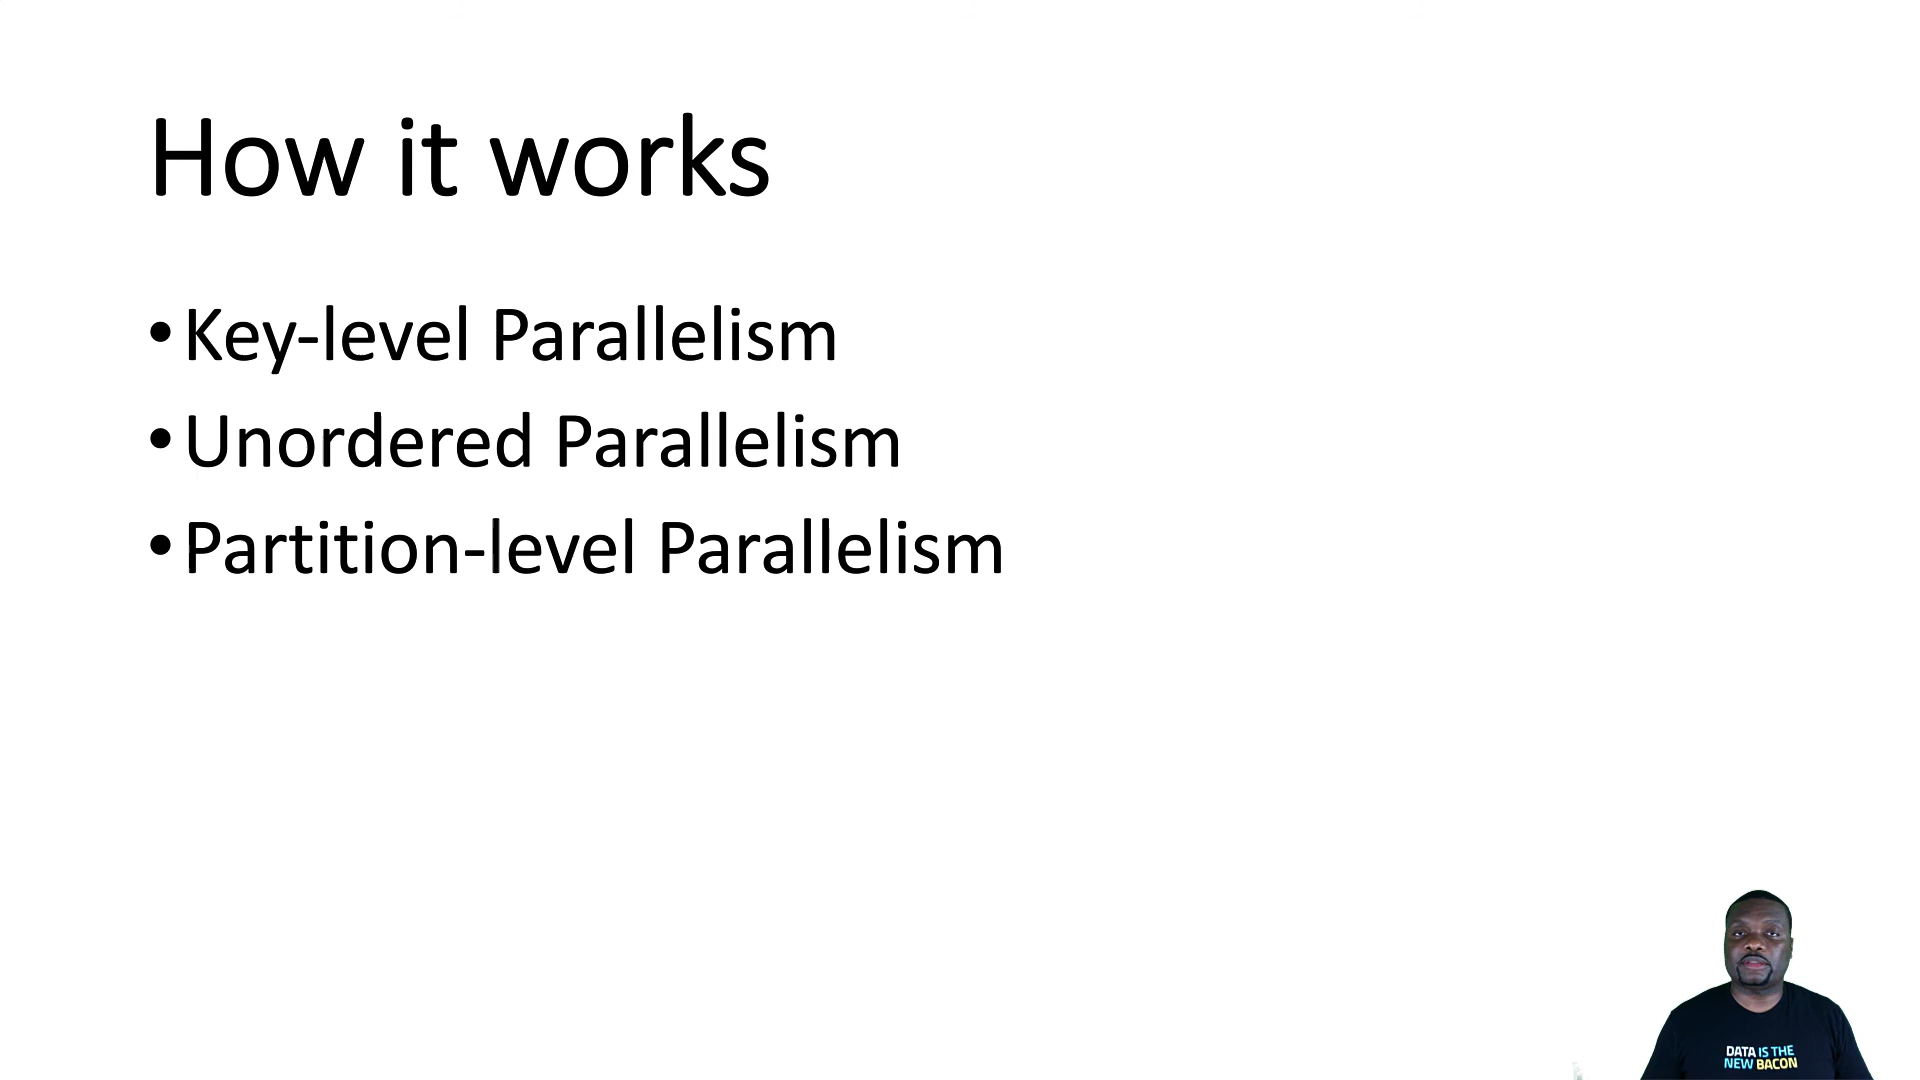 How it works
•Key-level Parallelism
•Unordered Parallelism
•Partition-level Parallelism
DATA IS THE
NEW BACON